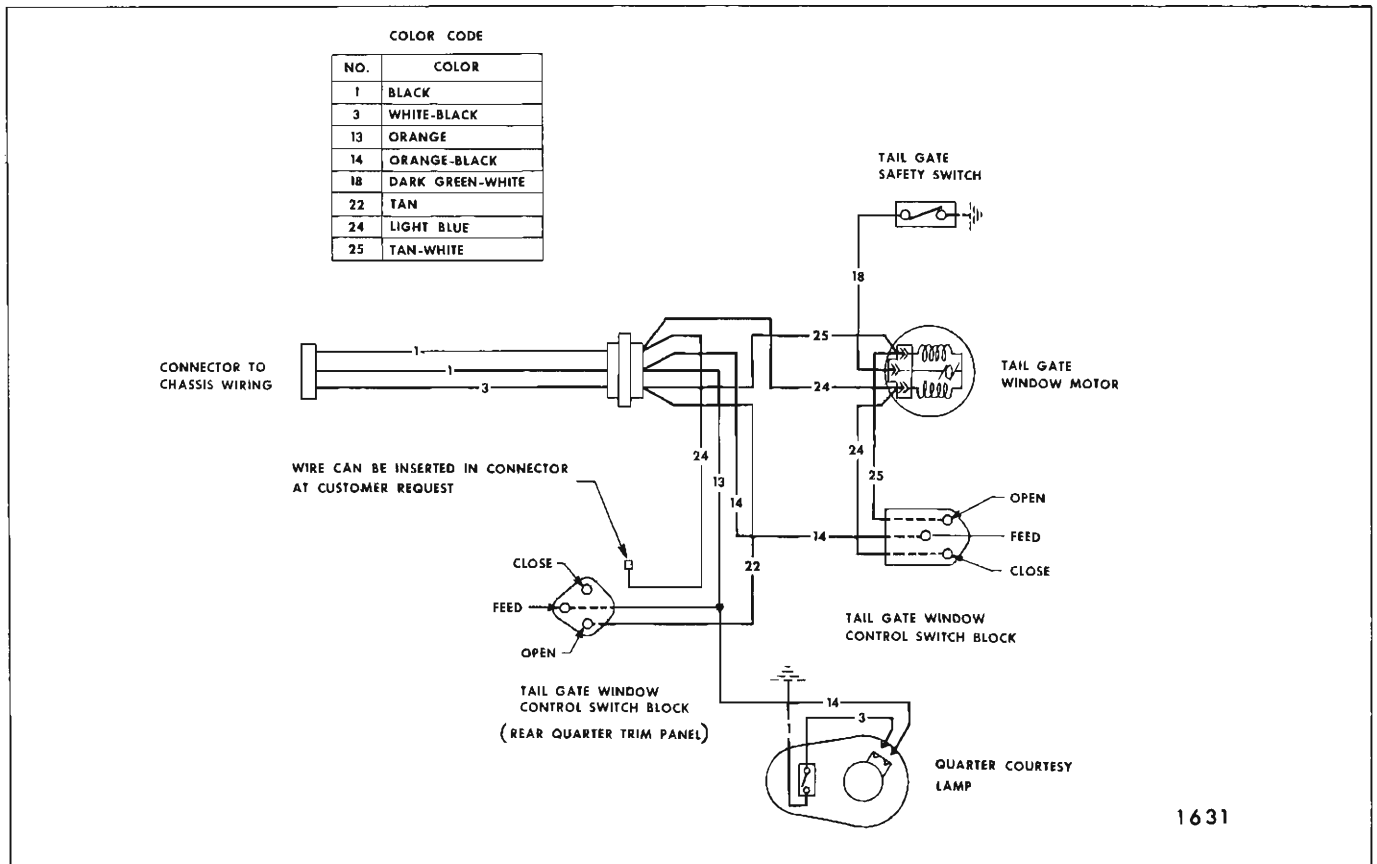 COLOR CODE
NO. COLOR
1 BLACK
3 WHITE-BLACK
13 ORANGE
14 ORANGE-BLACK
18 DARK GREEN-WHITE
22 TAN
24 LIGHT BLUE
25 TAN-WHITE
TAIL GATE
SAFETY SWITCH
18
25
CONNECTOR TO
CHASSIS WIRING
1
1
3
24
TAIL GATE
WINDOW MOTOR
24
13
14
24
25
WIRE CAN BE INSERTED IN CONNECTOR
AT CUSTOMER REQUEST
OPEN
14
FEED
CLOSE
22
CLOSE
FEED
OPEN
TAIL GATE WINDOW
CONTROL SWITCH BLOCK
TAIL GATE WINDOW
CONTROL SWITCH BLOCK
(REAR QUARTER TRIM PANEL)
14
3
QUARTER COURTESY
LAMP
1631